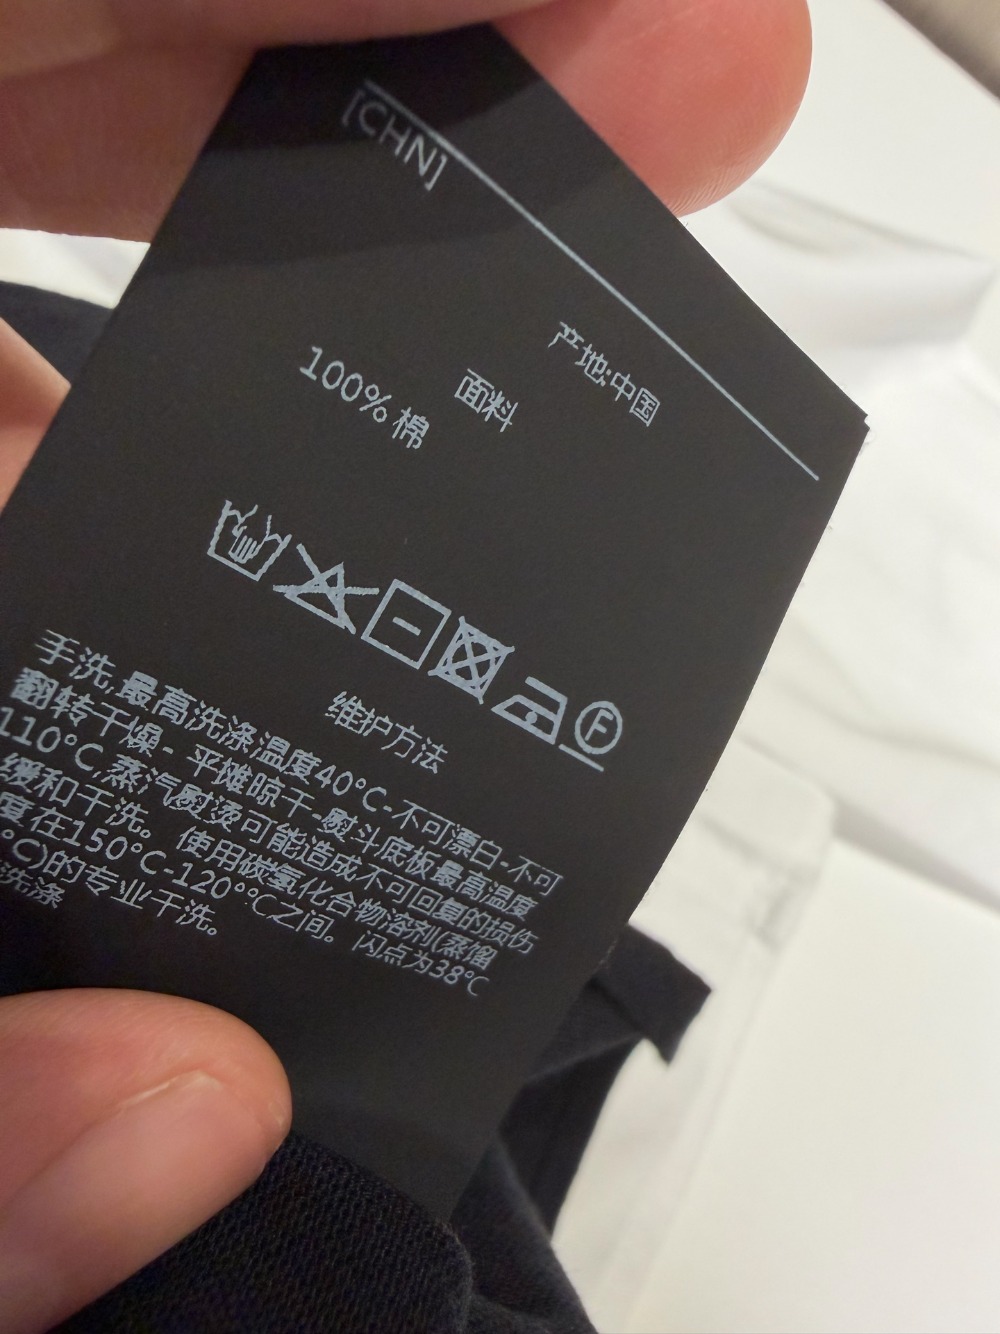 [CHN]
产地:中国
面料
100% 棉
F
维护方法
手洗,最高洗涤温度40°C-不可漂白-不可
翻转干燥- 平摊晾干-熨斗底板最高温度
110°C,蒸汽熨烫可能造成不可回复的损伤
缓和干洗。 使用碳氢化合物溶剂(蒸馏
度在150°C-120°°C之间。 闪点为38°C
°C)的专业干洗。
洗涤